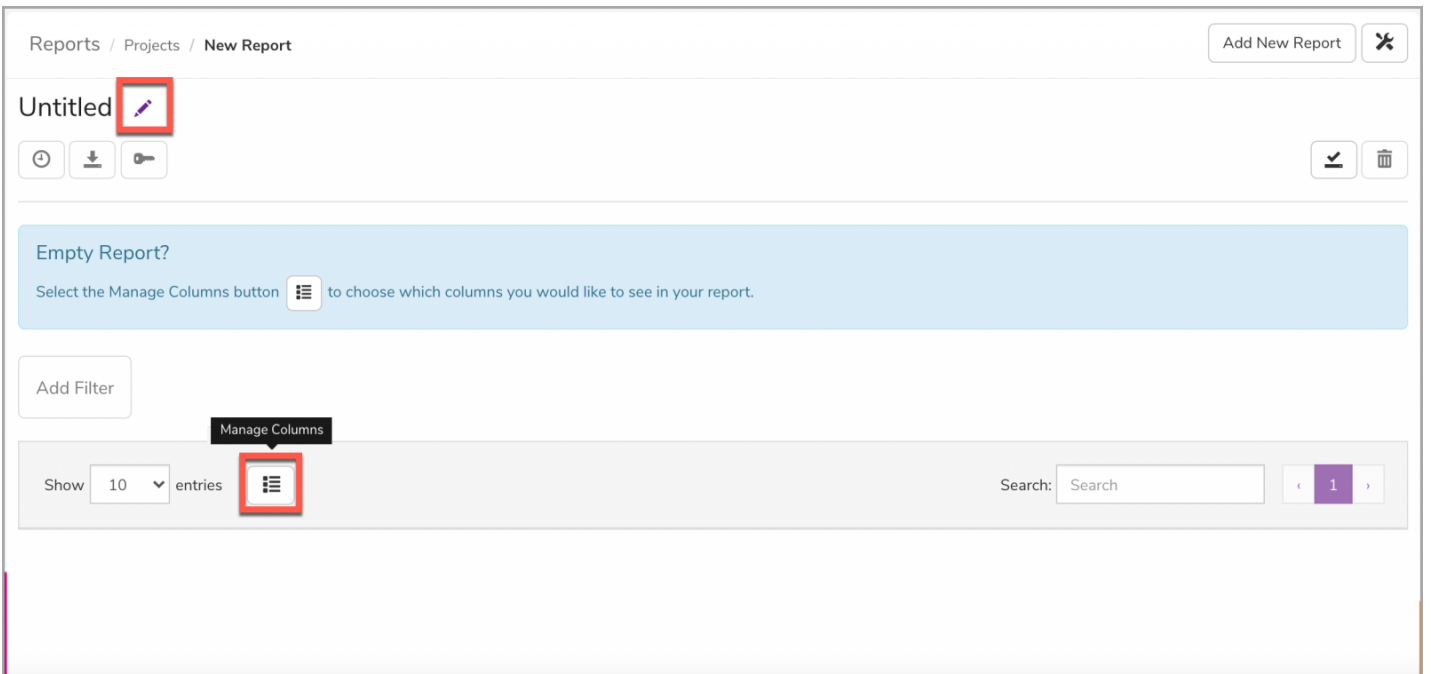 Reports / Projects / New Report
Add New Report
Untitled
Empty Report?
Select the Manage Columns button to choose which columns you would like to see in your report.
Add Filter
Manage Columns
Show 10 entries
Search: Search ‹ 1 ›